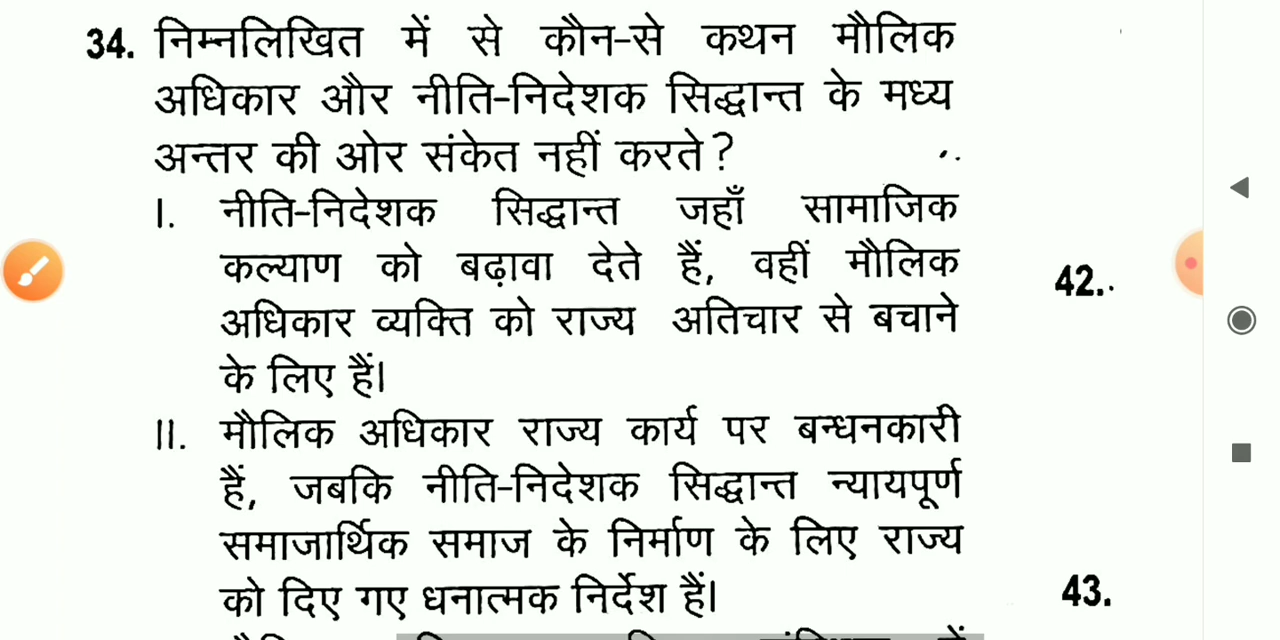 34. निम्नलिखित में से कौन-से कथन मौलिक
अधिकार और नीति-निदेशक सिद्धान्त के मध्य
अन्तर की ओर संकेत नहीं करते?
I. नीति-निदेशक सिद्धान्त जहाँ सामाजिक
कल्याण को बढ़ावा देते हैं, वहीं मौलिक
अधिकार व्यक्ति को राज्य अतिचार से बचाने
के लिए हैं।
II. मौलिक अधिकार राज्य कार्य पर बन्धनकारी
हैं, जबकि नीति-निदेशक सिद्धान्त न्यायपूर्ण
समाजार्थिक समाज के निर्माण के लिए राज्य
को दिए गए धनात्मक निर्देश हैं।
42.
43.